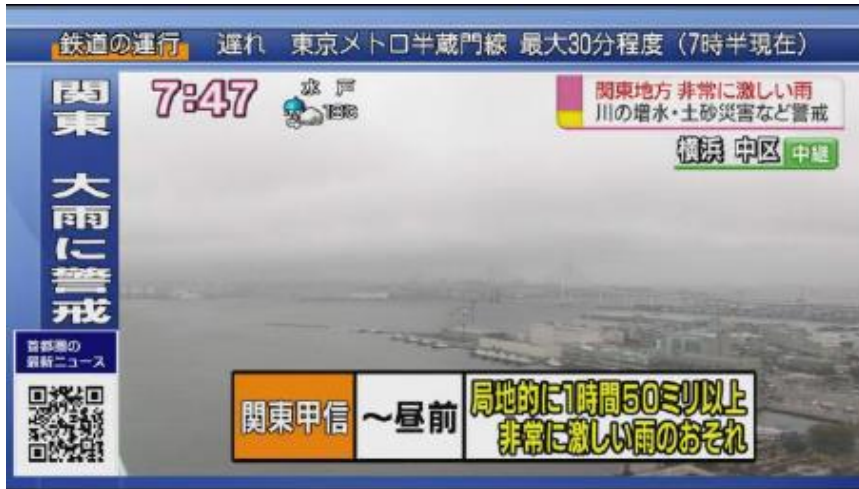 鉄道の運行 遅れ 東京メトロ半蔵門線 最大30分程度(7時半現在)
関東 大雨に警戒
7:47
水戸
関東地方 非常に激しい雨
川の増水・土砂災害など警戒
横浜 中区 中継
首都圏の
最新ニュース
関東甲信 ～昼前
局地的に1時間50ミリ以上
非常に激しい雨のおそれ